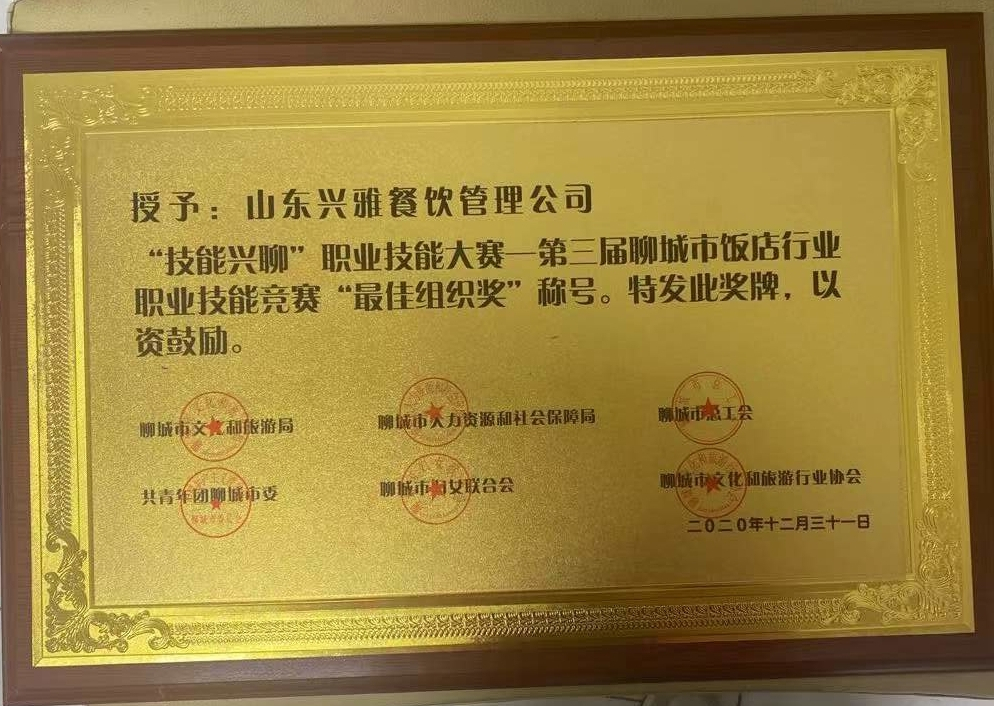 授予：山东兴雅餐饮管理公司
“技能兴聊”职业技能大赛—第三届聊城市饭店行业
职业技能竞赛“最佳组织奖”称号。特发此奖牌，以
资鼓励。
聊城市文化和旅游局 聊城市人力资源和社会保障局 聊城市总工会
共青年团聊城市委 聊城市妇女联合会 聊城市文化和旅游行业协会
二0二0年十二月三十一日